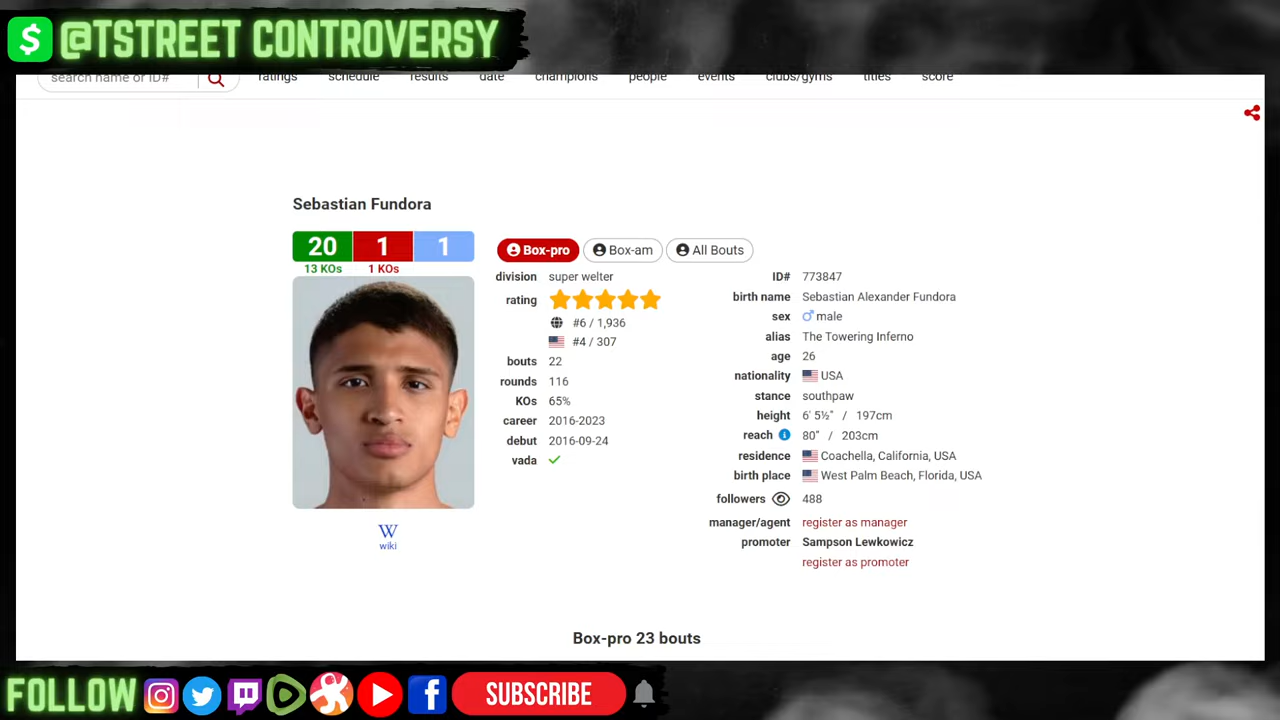 $ @TSTREET CONTROVERSY
search name or ID# ratings schedule results date champions people events clubs/gyms titles score
Sebastian Fundora
20 1 1
13 KOs 1 KOs
Box-pro Box-am All Bouts
division super welter
rating
#6 / 1,936
#4 / 307
bouts 22
rounds 116
KOs 65%
career 2016-2023
debut 2016-09-24
vada
ID# 773847
birth name Sebastian Alexander Fundora
sex male
alias The Towering Inferno
age 26
nationality USA
stance southpaw
height 6' 5½" / 197cm
reach 80" / 203cm
residence Coachella, California, USA
birth place West Palm Beach, Florida, USA
followers 488
manager/agent register as manager
promoter Sampson Lewkowicz
register as promoter
W
wiki
Box-pro 23 bouts
FOLLOW SUBSCRIBE